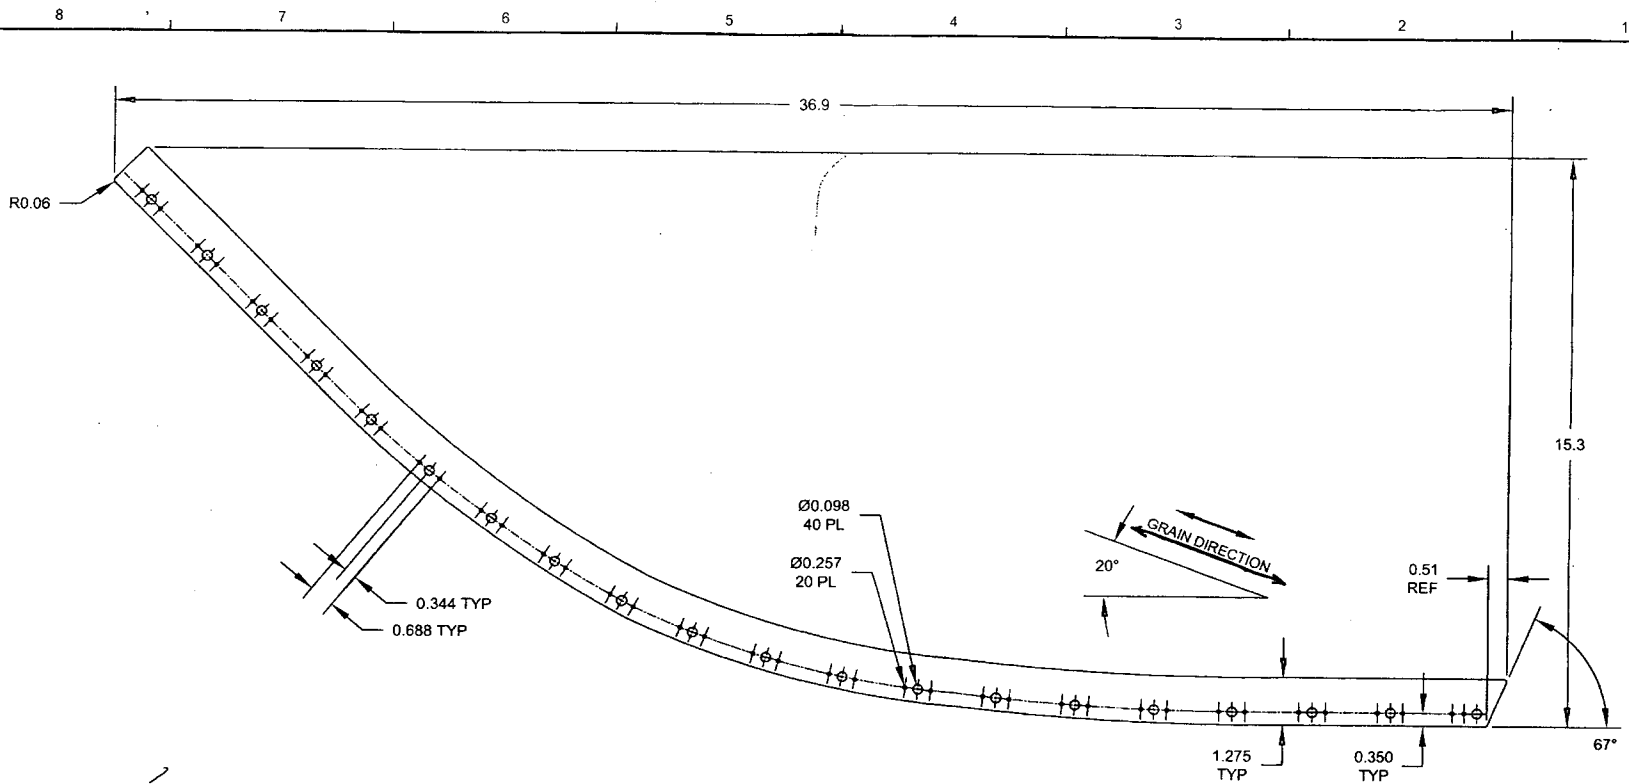 8 7 6 5 4 3 2 1
36.9
R0.06
15.3
Ø0.098
40 PL
Ø0.257
20 PL
GRAIN DIRECTION
20°
0.51
REF
0.344 TYP
0.688 TYP
1.275
TYP
0.350
TYP
67°